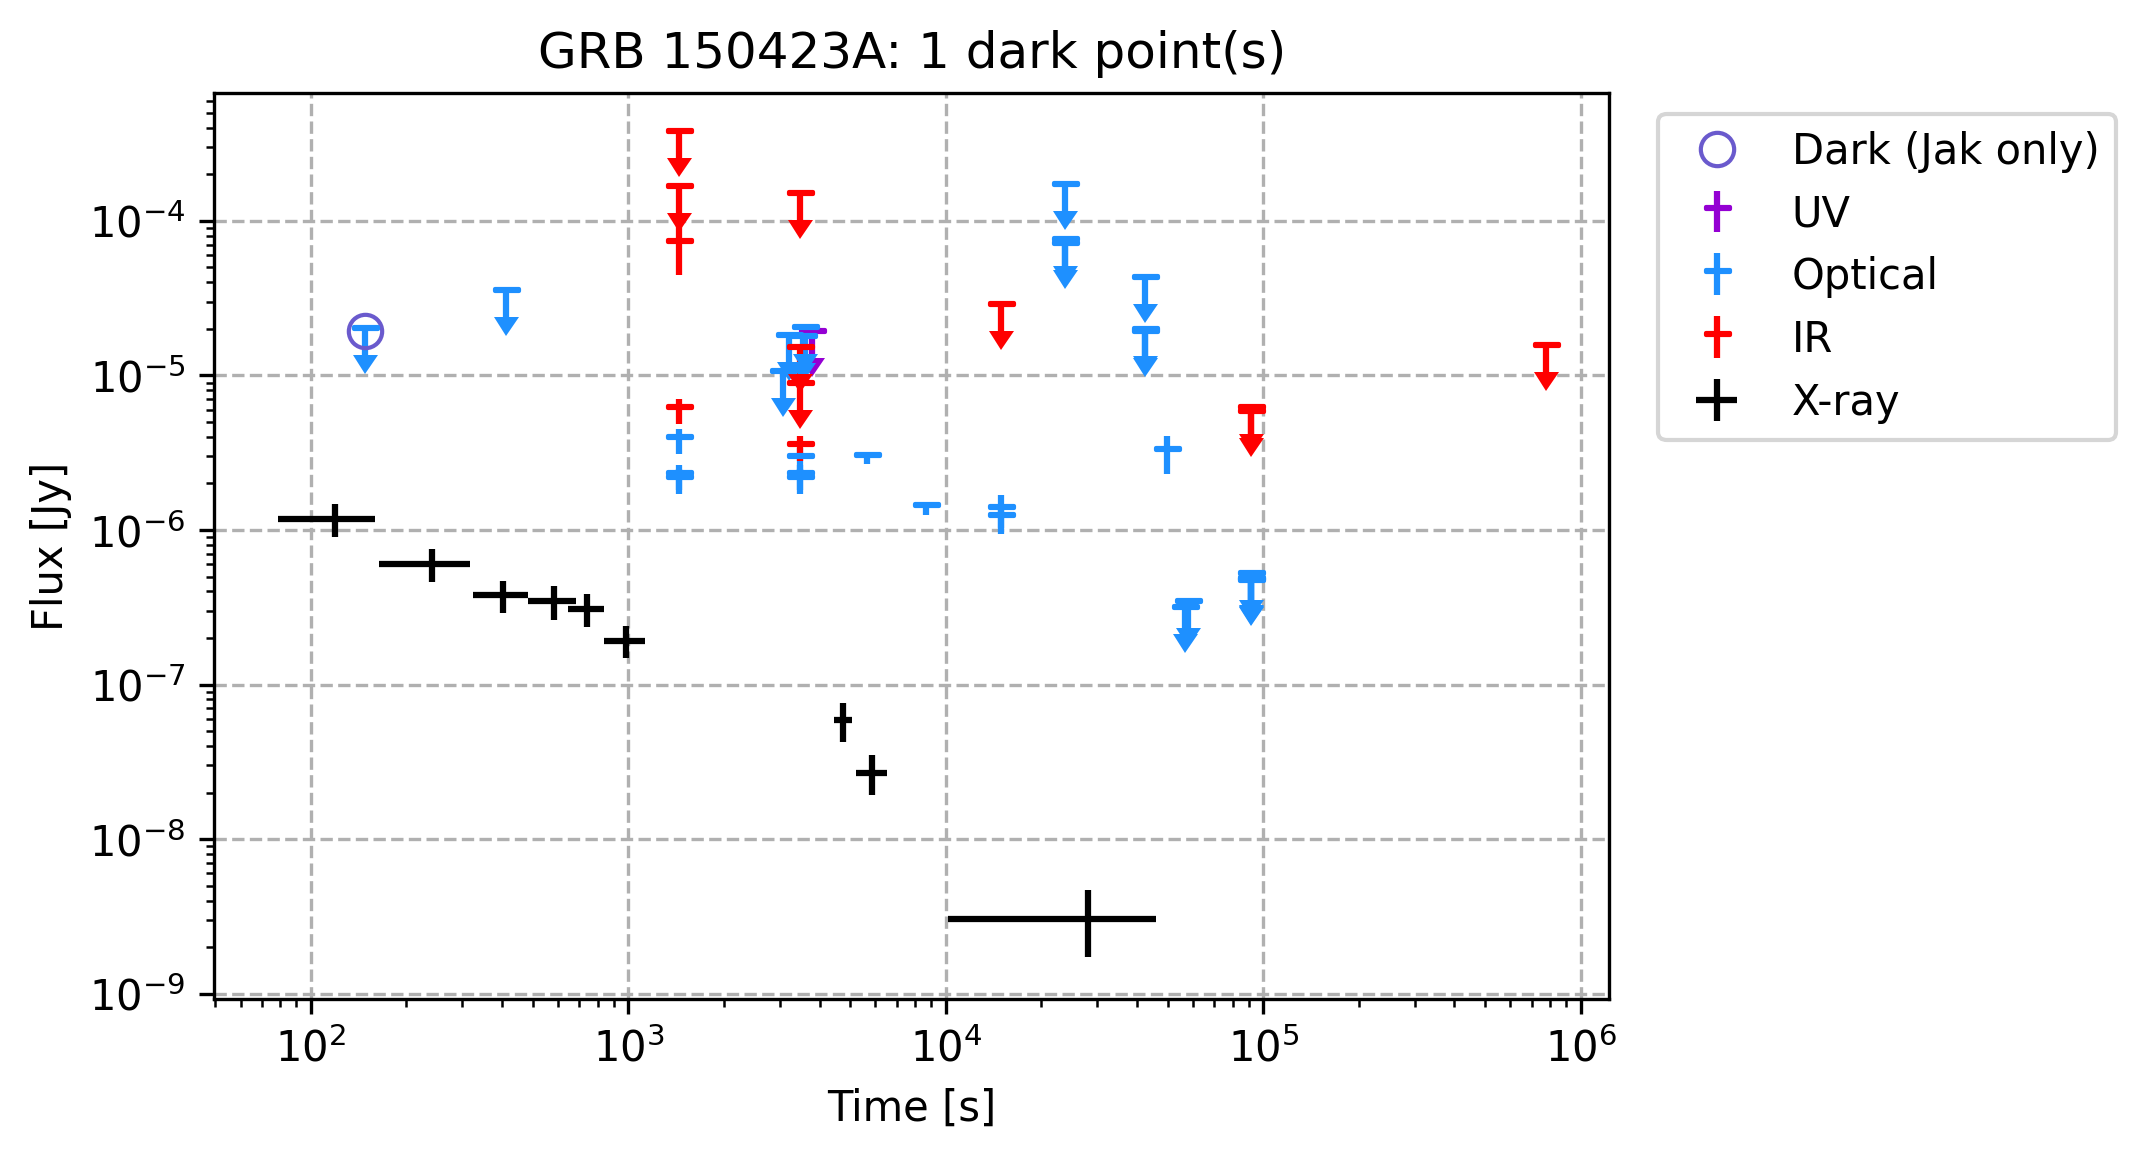 GRB 150423A: 1 dark point(s)
Dark (Jak only)
UV
Optical
IR
X-ray
Flux [Jy]
10⁻⁴
10⁻⁵
10⁻⁶
10⁻⁷
10⁻⁸
10⁻⁹
10² 10³ 10⁴ 10⁵ 10⁶
Time [s]